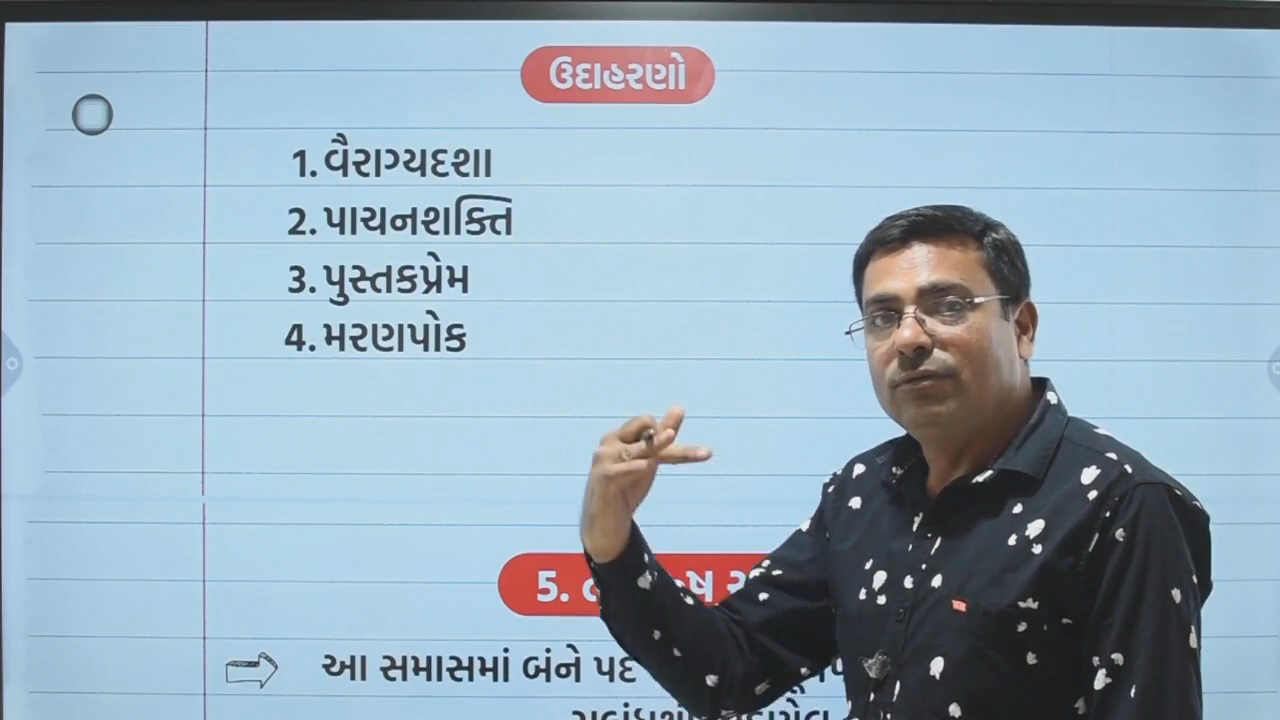 ઉદાહરણો
1. વૈરાગ્યદશા
2. પાચનશક્તિ
3. પુસ્તકપ્રેમ
4. મરણપોક
5.
આ સમાસમાં બંને પદ